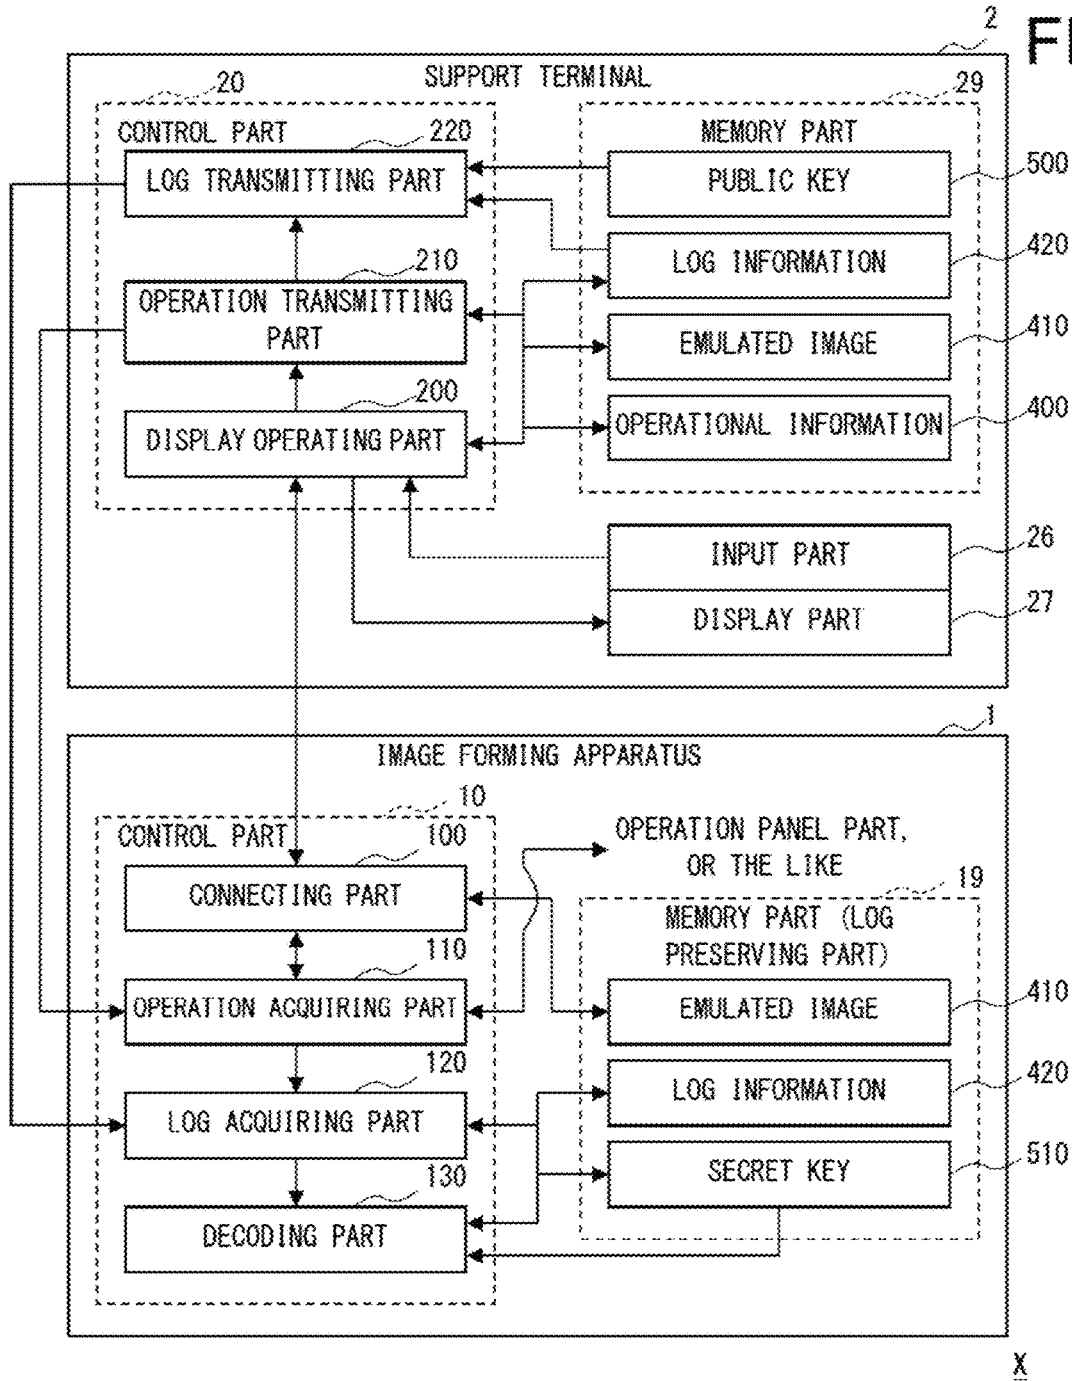 2
FI
SUPPORT TERMINAL
20
29
CONTROL PART
MEMORY PART
220
LOG TRANSMITTING PART
PUBLIC KEY
500
LOG INFORMATION
420
210
OPERATION TRANSMITTING
PART
EMULATED IMAGE
410
200
DISPLAY OPERATING PART
OPERATIONAL INFORMATION
400
INPUT PART
26
DISPLAY PART
27
1
IMAGE FORMING APPARATUS
10
CONTROL PART
100
OPERATION PANEL PART,
OR THE LIKE
CONNECTING PART
19
MEMORY PART (LOG
PRESERVING PART)
110
OPERATION ACQUIRING PART
EMULATED IMAGE
410
120
LOG ACQUIRING PART
LOG INFORMATION
420
130
SECRET KEY
510
DECODING PART
X